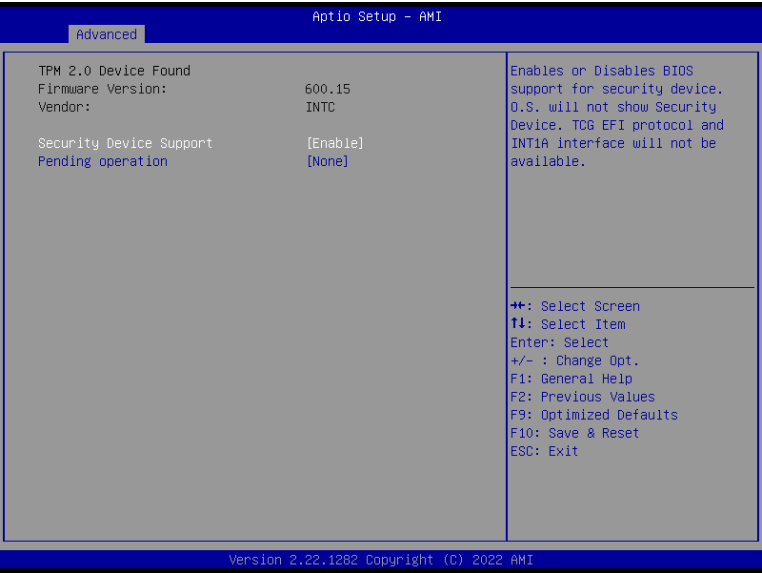 Aptio Setup - AMI
Advanced
TPM 2.0 Device Found
Firmware Version: 600.15
Vendor: INTC
Security Device Support [Enable]
Pending operation [None]
Enables or Disables BIOS
support for security device.
O.S. will not show Security
Device. TCG EFI protocol and
INT1A interface will not be
available.
→←: Select Screen
↑↓: Select Item
Enter: Select
+/- : Change Opt.
F1: General Help
F2: Previous Values
F9: Optimized Defaults
F10: Save & Reset
ESC: Exit
Version 2.22.1282 Copyright (C) 2022 AMI